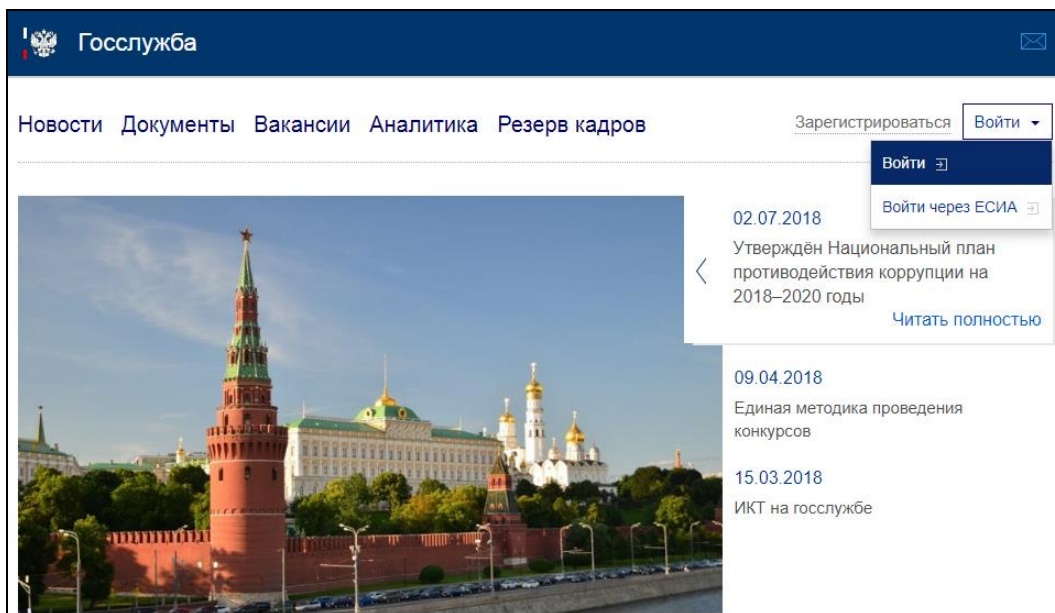 Госслужба
Новости Документы Вакансии Аналитика Резерв кадров Зарегистрироваться Войти
Войти
Войти через ЕСИА
02.07.2018
Утверждён Национальный план
противодействия коррупции на
2018–2020 годы
Читать полностью
09.04.2018
Единая методика проведения
конкурсов
15.03.2018
ИКТ на госслужбе